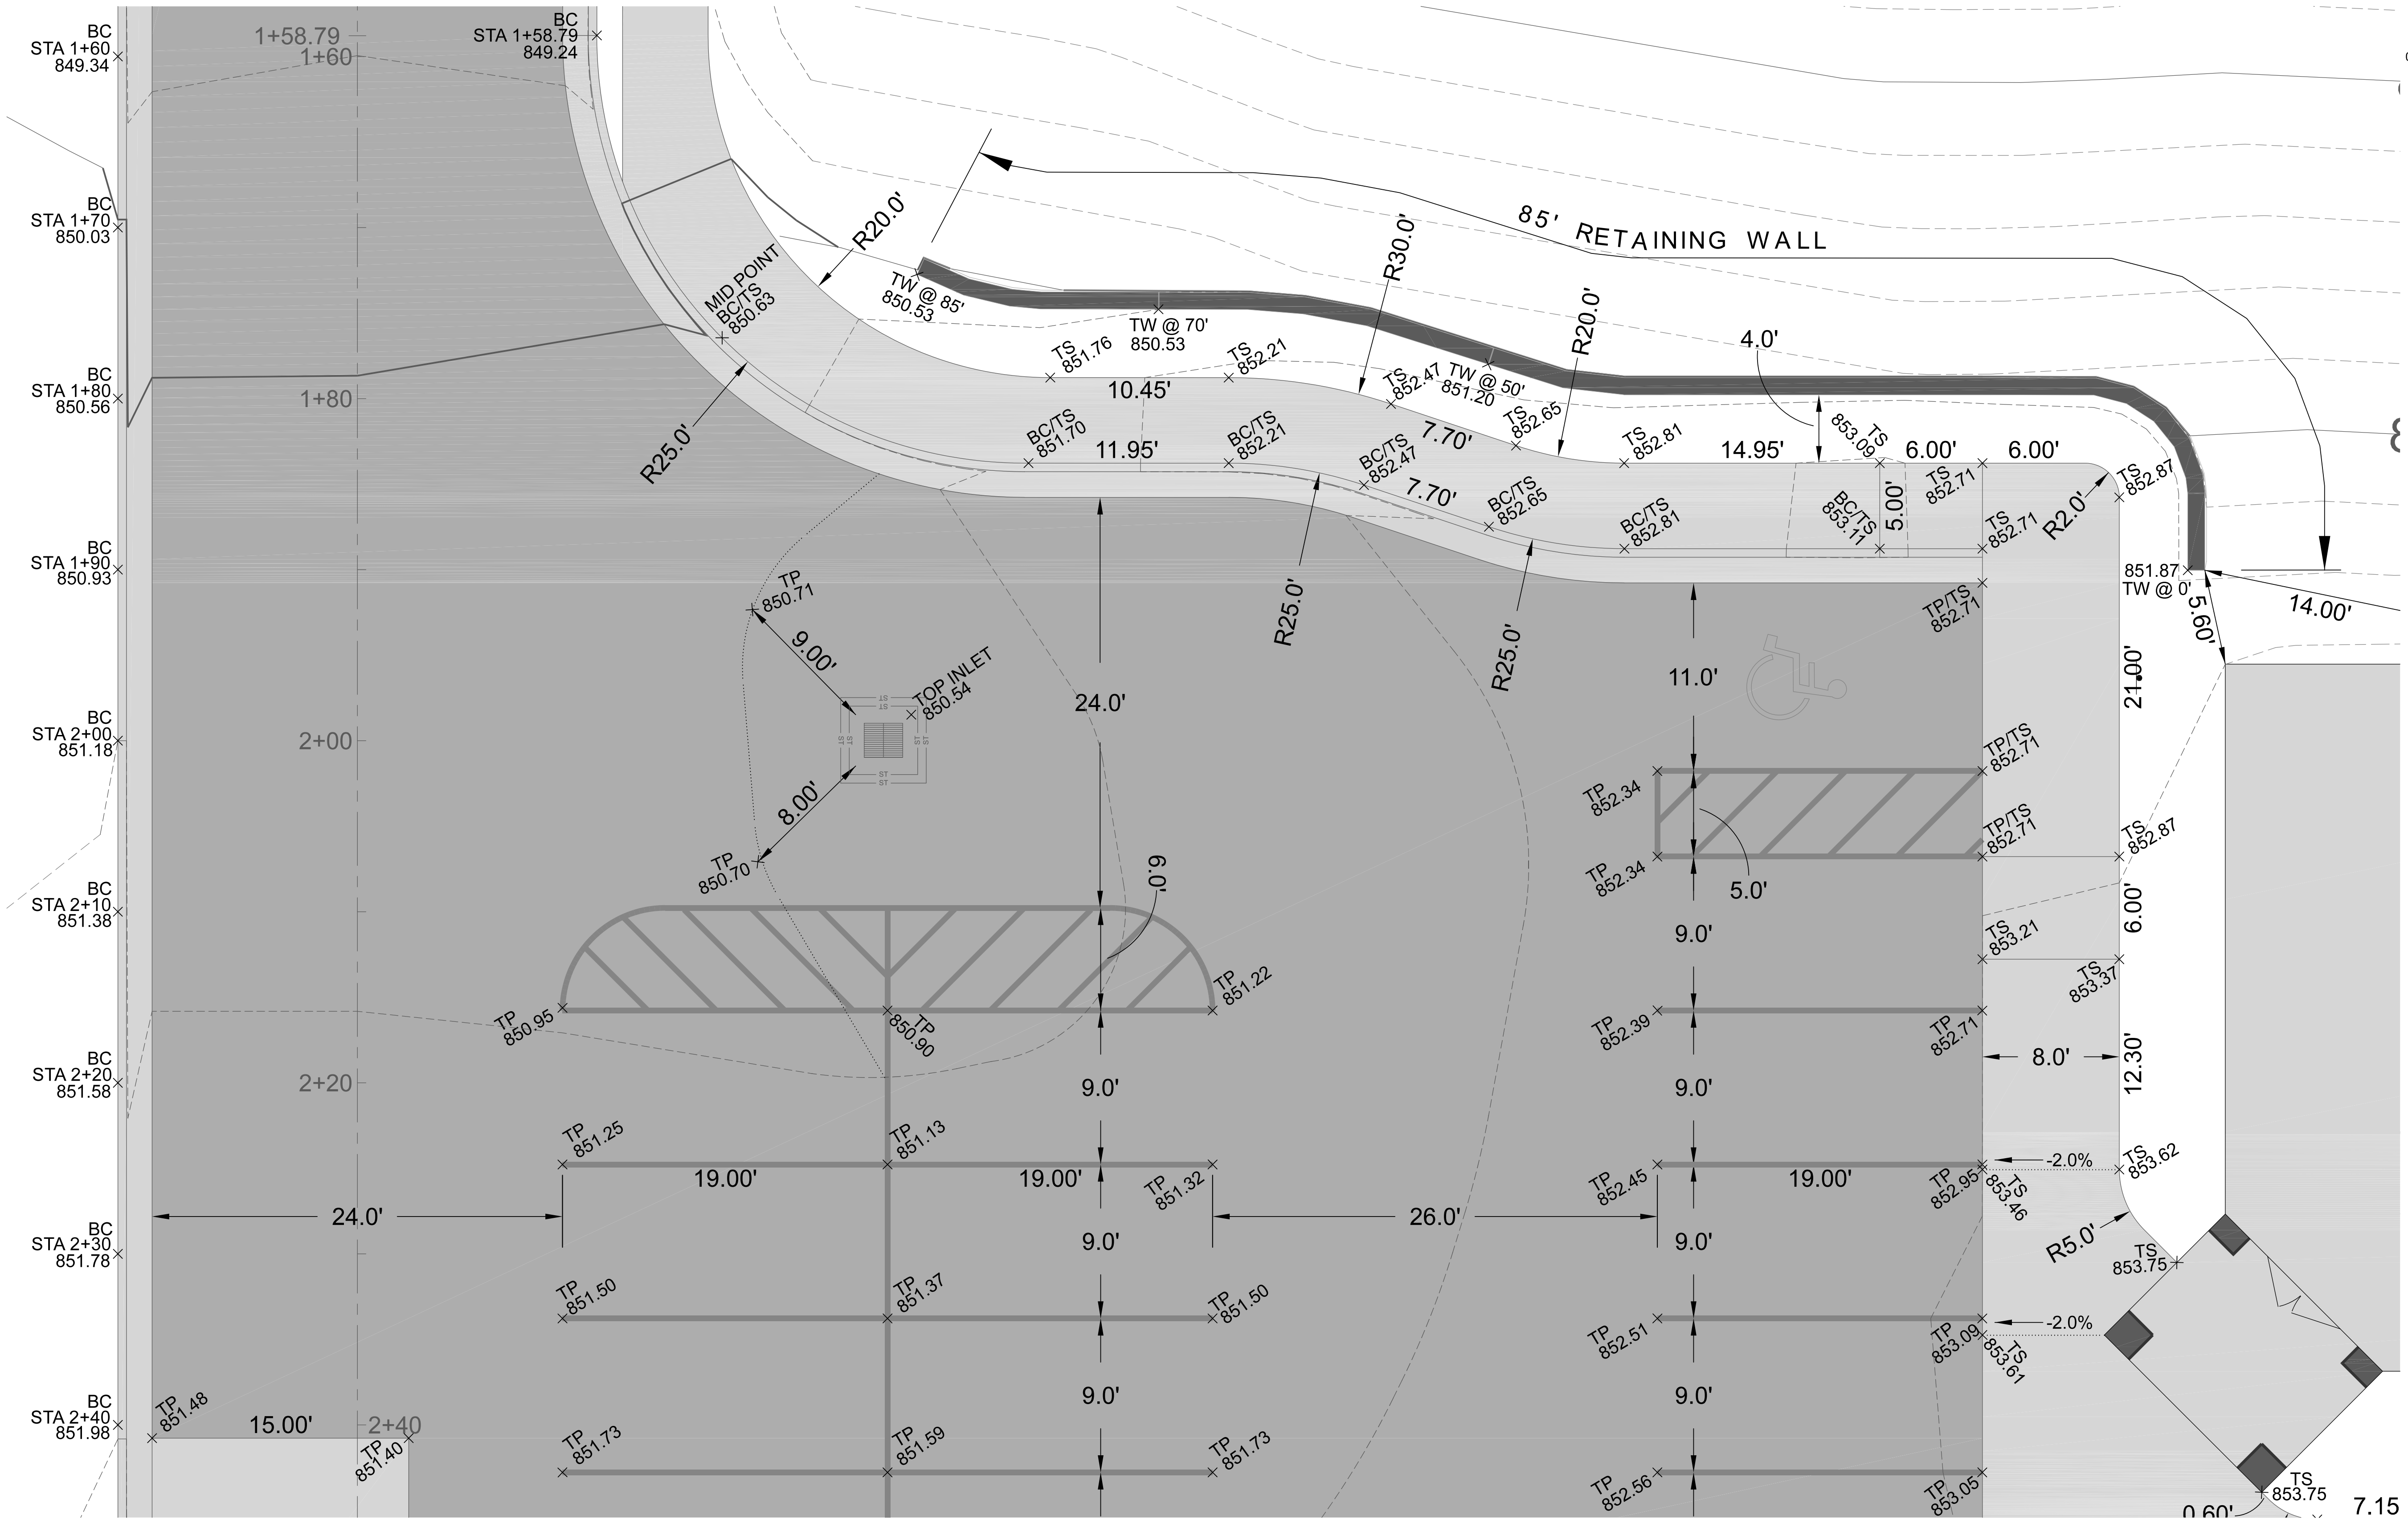 BC
STA 1+60
849.34
1+58.79
1+60
BC
STA 1+58.79
849.24
BC
STA 1+70
850.03
BC
STA 1+80
850.56
1+80
BC
STA 1+90
850.93
BC
STA 2+00
851.18
2+00
BC
STA 2+10
851.38
BC
STA 2+20
851.58
2+20
BC
STA 2+30
851.78
BC
STA 2+40
851.98
2+40
TP
851.48
15.00'
TP
851.40
85' RETAINING WALL
R20.0'
MID POINT
BC/TS
850.63
TW @ 85'
850.53
TW @ 70'
850.53
R30.0'
R20.0'
4.0'
TS
851.76
TS
852.21
10.45'
TS
852.47
TW @ 50'
851.20
TS
852.65
7.70'
R25.0'
BC/TS
851.70
11.95'
BC/TS
852.21
BC/TS
852.47
7.70'
BC/TS
852.65
TS
852.81
14.95'
TS
853.09
6.00'
6.00'
TS
852.71
TS
852.87
BC/TS
852.81
BC/TS
853.11
5.00'
TS
852.71
R2.0'
851.87
TW @ 0'
5.60'
14.00'
TP
850.71
9.00'
R25.0'
R25.0'
TP/TS
852.71
TOP INLET
850.54
ST
ST
ST
ST
ST
ST
ST
ST
24.0'
11.0'
21.00'
8.00'
TP
850.70
TP
852.34
TP/TS
852.71
TP
852.34
5.0'
TP/TS
852.71
TS
852.87
6.0'
9.0'
6.00'
TS
853.21
TS
853.37
TP
850.95
TP
850.90
TP
851.22
TP
852.39
TP
852.71
9.0'
9.0'
8.0'
12.30'
TP
851.25
TP
851.13
19.00'
19.00'
TP
851.32
TP
852.45
19.00'
TP
852.95
-2.0%
TS
853.46
TS
853.62
24.0'
26.0'
9.0'
9.0'
R5.0'
TS
853.75
TP
851.50
TP
851.37
TP
851.50
TP
852.51
TP
853.09
-2.0%
TS
853.61
9.0'
9.0'
TP
851.73
TP
851.59
TP
851.73
TP
852.56
TP
853.05
TS
853.75
0.60'
7.15